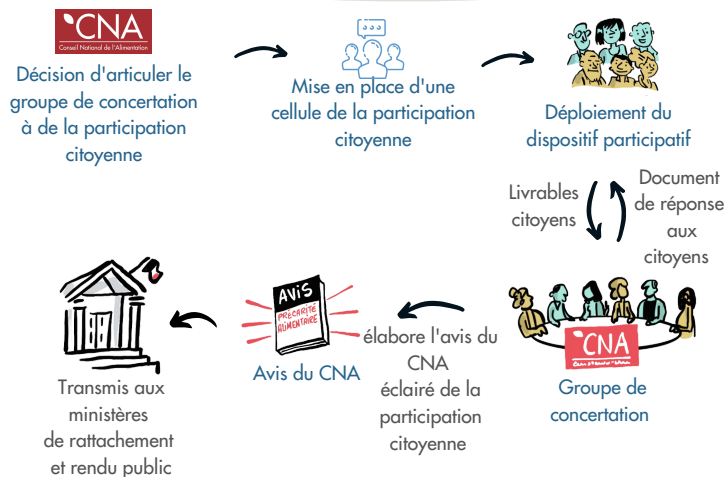 CNA
Conseil National de l'Alimentation
Décision d'articuler le
groupe de concertation
à de la participation
citoyenne
Mise en place d'une
cellule de la participation
citoyenne
Déploiement du
dispositif participatif
Livrables
citoyens
Document
de réponse
aux
citoyens
CNA
Groupe de
concertation
élabore l'avis du
CNA
éclairé de la
participation
citoyenne
AVIS
PRÉCARITÉ
ALIMENTAIRE
Avis du CNA
Transmis aux
ministères
de rattachement
et rendu public